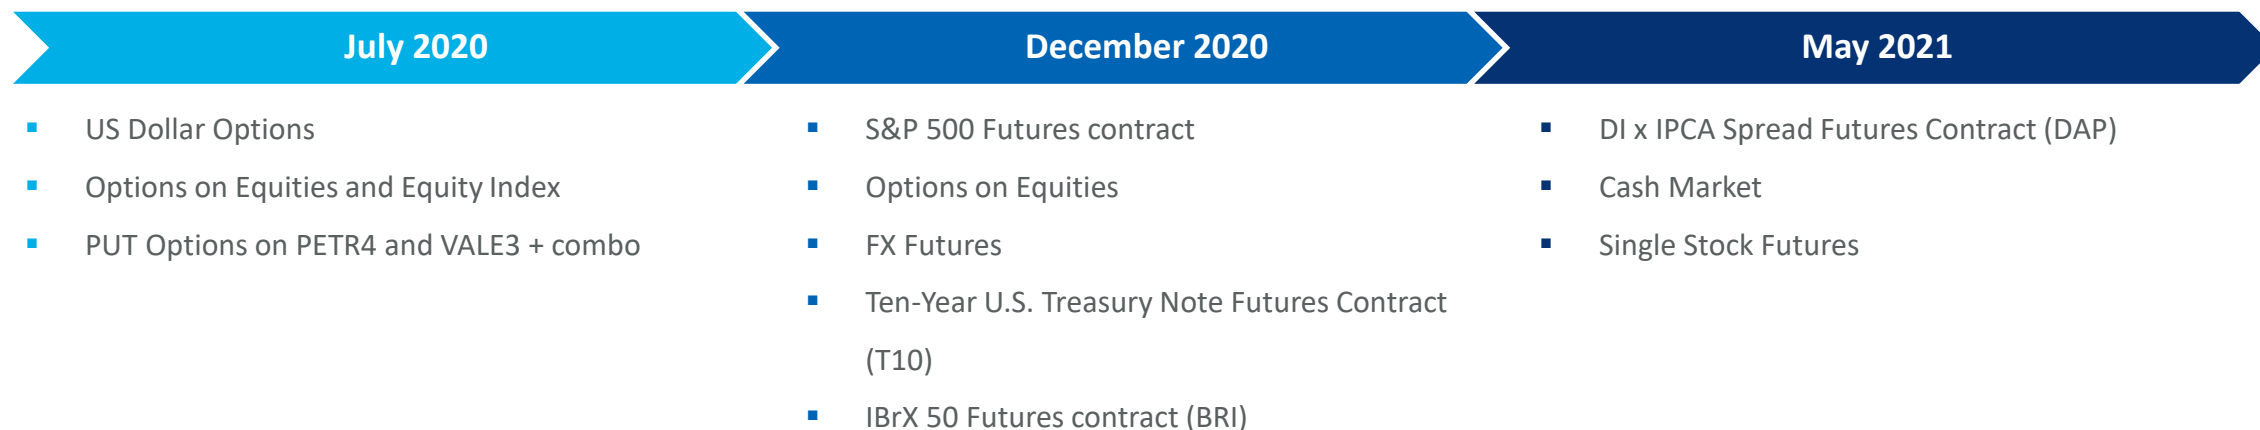 July 2020
US Dollar Options
Options on Equities and Equity Index
PUT Options on PETR4 and VALE3 + combo
December 2020
S&P 500 Futures contract
Options on Equities
FX Futures
Ten-Year U.S. Treasury Note Futures Contract
(T10)
IBrX 50 Futures contract (BRI)
May 2021
DI x IPCA Spread Futures Contract (DAP)
Cash Market
Single Stock Futures